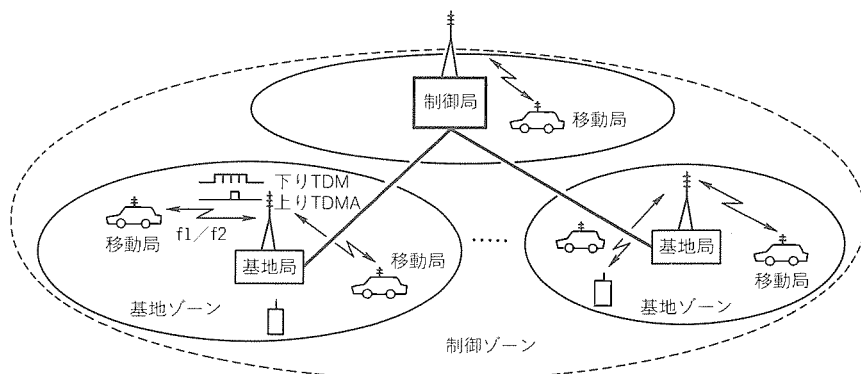 制御局
移動局
下りTDM
上りTDMA
移動局
f1／f2
基地局
移動局
基地ゾーン
‥‥‥
基地局
移動局
基地ゾーン
制御ゾーン